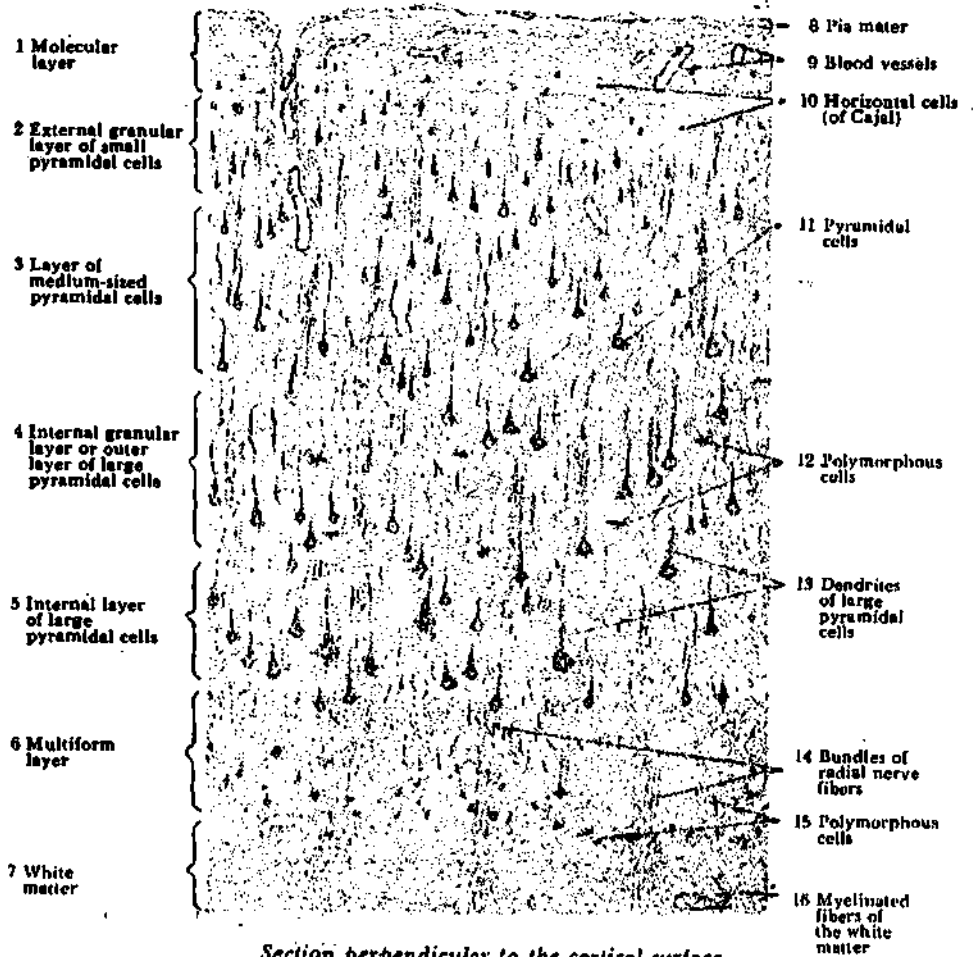 1 Molecular
layer
2 External granular
layer of small
pyramidal cells
3 Layer of
medium-sized
pyramidal cells
4 Internal granular
layer or outer
layer of large
pyramidal cells
5 Internal layer
of large
pyramidal cells
6 Multiform
layer
7 White
matter
8 Pia mater
9 Blood vessels
10 Horizontal cells
(of Cajal)
11 Pyramidal
cells
12 Polymorphous
cells
13 Dendrites
of large
pyramidal
cells
14 Bundles of
radial nerve
fibers
15 Polymorphous
cells
16 Myelinated
fibers of
the white
matter
Section perpendicular to the cortical surface